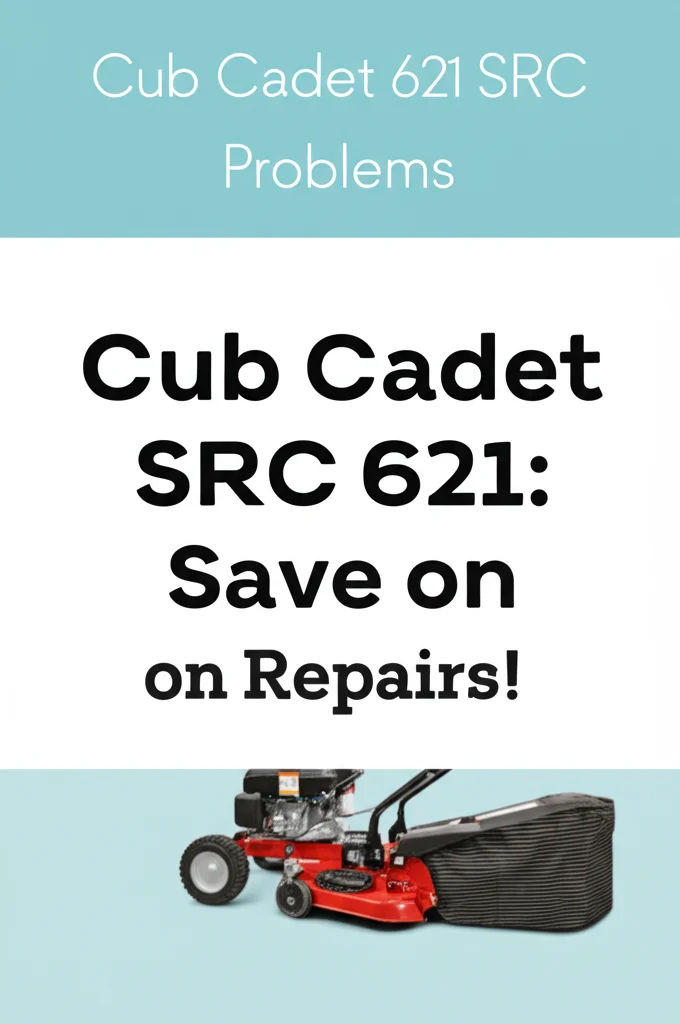 Cub Cadet 621 SRC
Problems
Cub Cadet
SRC 621:
Save on
on Repairs!